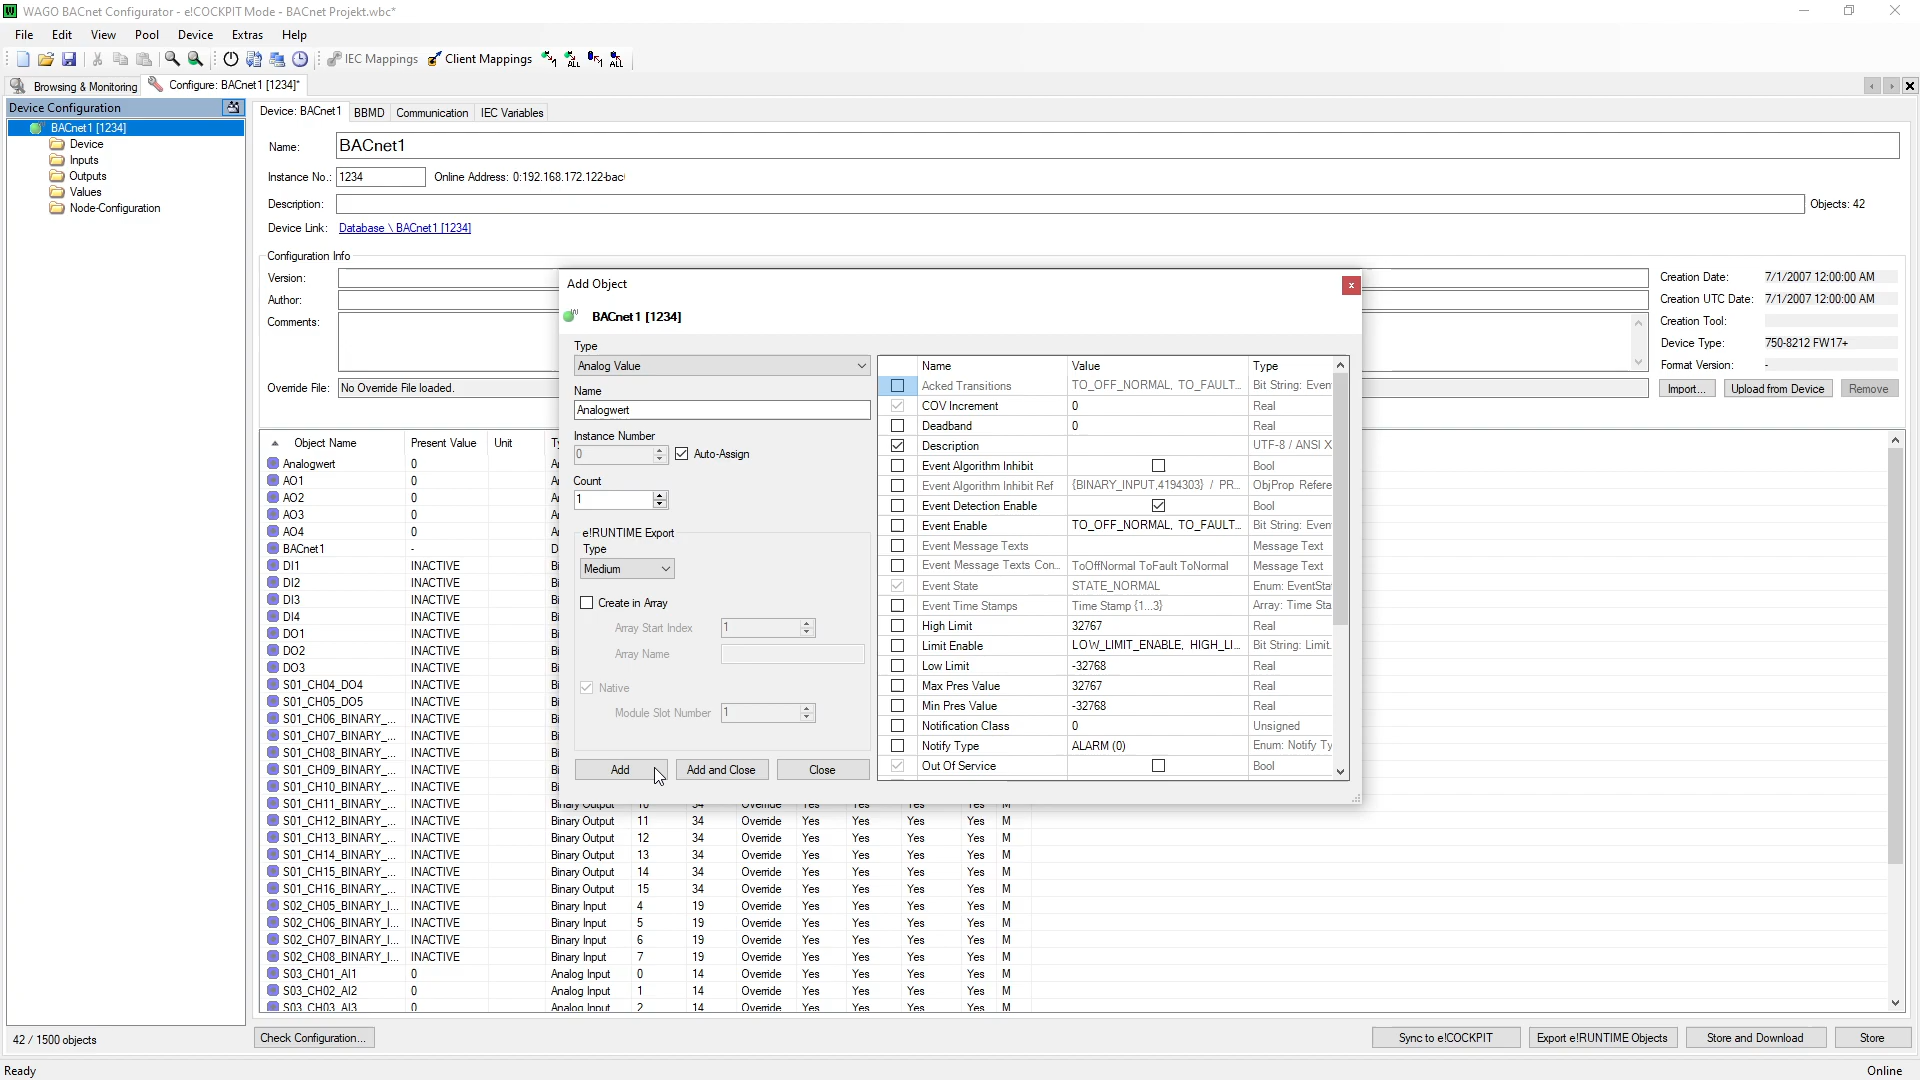 WAGO BACnet Configurator - e!COCKPIT Mode - BACnet Projekt.wbc*
File Edit View Pool Device Extras Help
IEC Mappings Client Mappings ALL ALL
Browsing & Monitoring Configure: BACnet1 [1234]*
Device Configuration
BACnet1 [1234]
Device
Inputs
Outputs
Values
Node-Configuration
Device: BACnet1 BBMD Communication IEC Variables
Name: BACnet1
Instance No.: 1234 Online Address: 0:192.168.172.122-bac
Description: Objects: 42
Device Link: Database \ BACnet1 [1234]
Configuration Info
Version:
Author:
Comments:
Override File: No Override File loaded.
Creation Date: 7/1/2007 12:00:00 AM
Creation UTC Date: 7/1/2007 12:00:00 AM
Creation Tool:
Device Type: 750-8212 FW17+
Format Version: -
Import... Upload from Device Remove
Add Object
BACnet1 [1234]
Type
Analog Value
Name
Analogwert
Instance Number
0 Auto-Assign
Count
1
e!RUNTIME Export
Type
Medium
Create in Array
Array Start Index 1
Array Name
Native
Module Slot Number 1
Add Add and Close Close
Name Value Type
Acked Transitions TO_OFF_NORMAL, TO_FAULT... Bit String: Even
COV Increment 0 Real
Deadband 0 Real
Description UTF-8 / ANSI X
Event Algorithm Inhibit Bool
Event Algorithm Inhibit Ref {BINARY_INPUT,4194303} / PR... ObjProp Refere
Event Detection Enable Bool
Event Enable TO_OFF_NORMAL, TO_FAULT... Bit String: Even
Event Message Texts Message Text
Event Message Texts Con... ToOffNormal ToFault ToNormal Message Text
Event State STATE_NORMAL Enum: EventSta
Event Time Stamps Time Stamp {1...3} Array: Time Sta
High Limit 32767 Real
Limit Enable LOW_LIMIT_ENABLE, HIGH_LI... Bit String: Limit
Low Limit -32768 Real
Max Pres Value 32767 Real
Min Pres Value -32768 Real
Notification Class 0 Unsigned
Notify Type ALARM (0) Enum: Notify Ty
Out Of Service Bool
Object Name Present Value Unit
Analogwert 0
AO1 0
AO2 0
AO3 0
AO4 0
BACnet1 -
DI1 INACTIVE
DI2 INACTIVE
DI3 INACTIVE
DI4 INACTIVE
DO1 INACTIVE
DO2 INACTIVE
DO3 INACTIVE
S01_CH04_DO4 INACTIVE
S01_CH05_DO5 INACTIVE
S01_CH06_BINARY_... INACTIVE
S01_CH07_BINARY_... INACTIVE
S01_CH08_BINARY_... INACTIVE
S01_CH09_BINARY_... INACTIVE
S01_CH10_BINARY_... INACTIVE
S01_CH11_BINARY_... INACTIVE Binary Output 10 34 Override Yes Yes Yes Yes M
S01_CH12_BINARY_... INACTIVE Binary Output 11 34 Override Yes Yes Yes Yes M
S01_CH13_BINARY_... INACTIVE Binary Output 12 34 Override Yes Yes Yes Yes M
S01_CH14_BINARY_... INACTIVE Binary Output 13 34 Override Yes Yes Yes Yes M
S01_CH15_BINARY_... INACTIVE Binary Output 14 34 Override Yes Yes Yes Yes M
S01_CH16_BINARY_... INACTIVE Binary Output 15 34 Override Yes Yes Yes Yes M
S02_CH05_BINARY_I... INACTIVE Binary Input 4 19 Override Yes Yes Yes Yes M
S02_CH06_BINARY_I... INACTIVE Binary Input 5 19 Override Yes Yes Yes Yes M
S02_CH07_BINARY_I... INACTIVE Binary Input 6 19 Override Yes Yes Yes Yes M
S02_CH08_BINARY_I... INACTIVE Binary Input 7 19 Override Yes Yes Yes Yes M
S03_CH01_AI1 0 Analog Input 0 14 Override Yes Yes Yes Yes M
S03_CH02_AI2 0 Analog Input 1 14 Override Yes Yes Yes Yes M
S03_CH03_AI3 0 Analog Input 2 14 Override Yes Yes Yes Yes M
42 / 1500 objects Check Configuration... Sync to e!COCKPIT Export e!RUNTIME Objects Store and Download Store
Ready Online